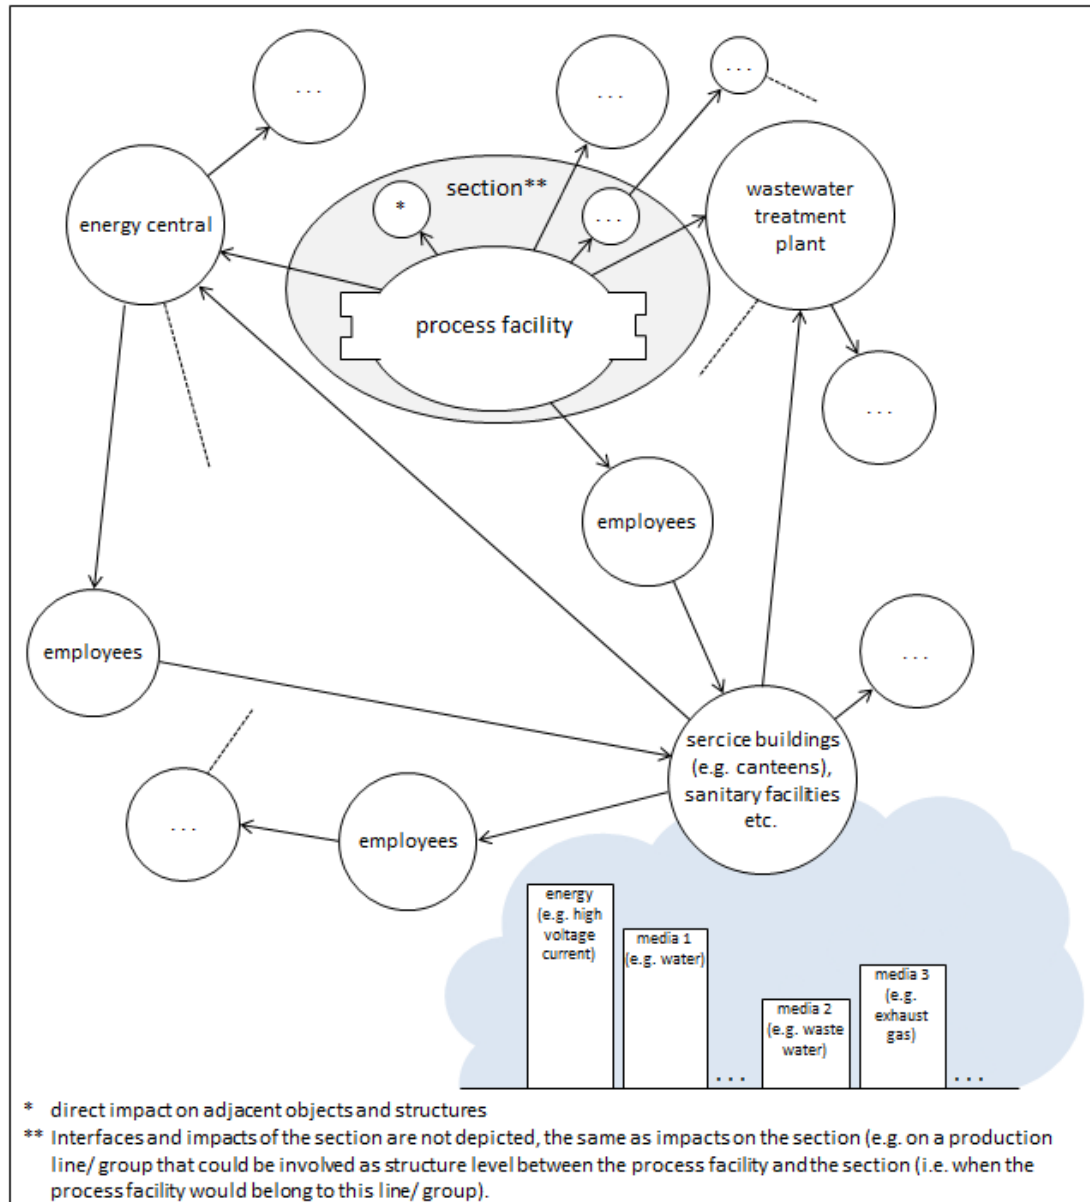 . . .
. . .
. . .
section**
*
. . .
energy central
wastewater
treatment
plant
process facility
. . .
employees
employees
. . .
sercice buildings
(e.g. canteens),
sanitary facilities
etc.
. . .
employees
energy
(e.g. high
voltage
current)
media 1
(e.g. water)
media 2
(e.g. waste
water)
media 3
(e.g.
exhaust
gas)
. . .
. . .
* direct impact on adjacent objects and structures
** Interfaces and impacts of the section are not depicted, the same as impacts on the section (e.g. on a production
line/ group that could be involved as structure level between the process facility and the section (i.e. when the
process facility would belong to this line/ group).